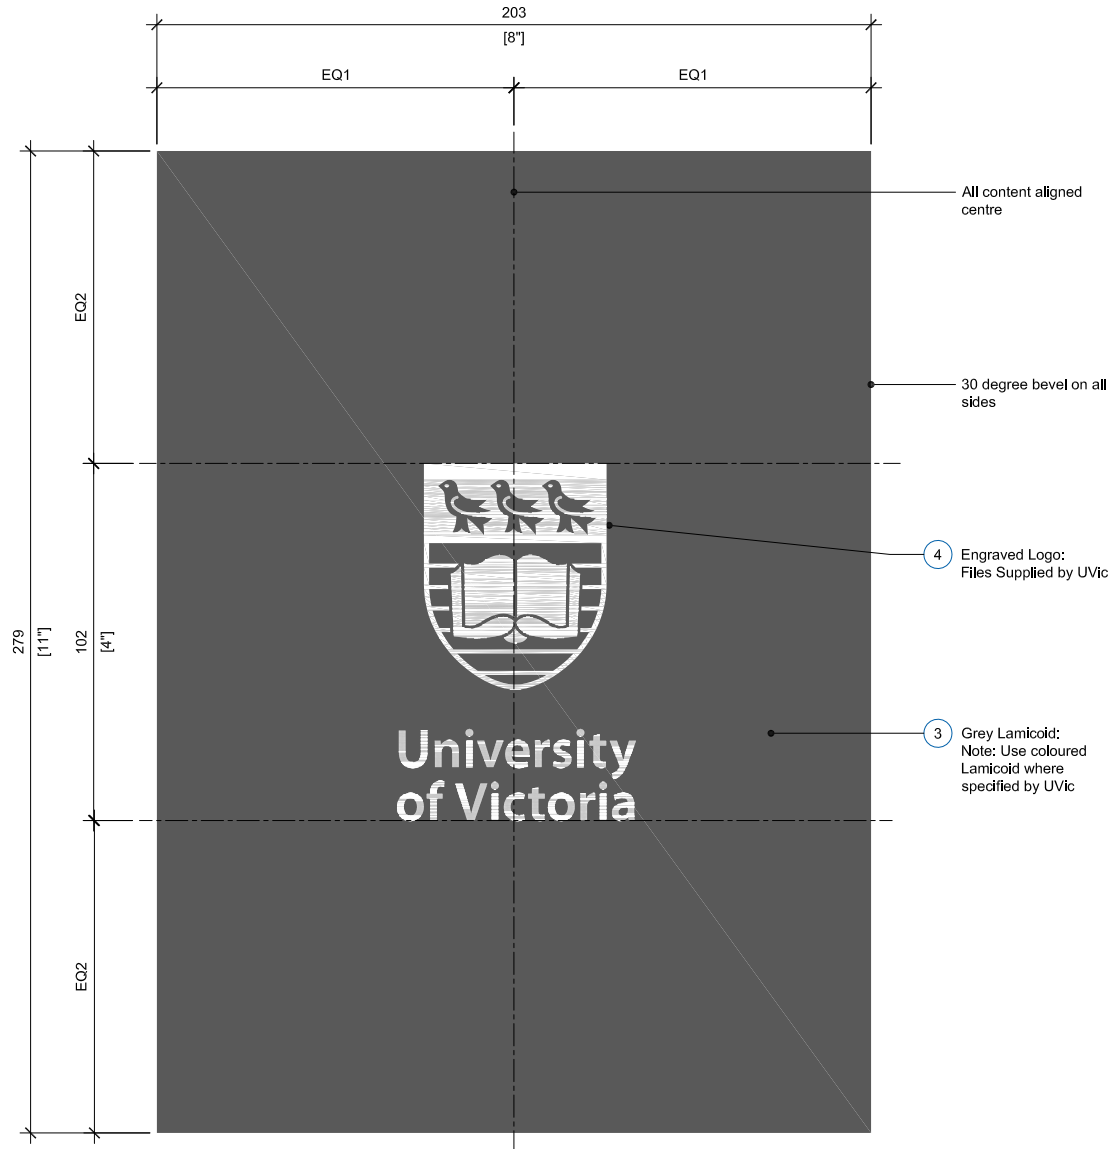 203
[8"]
EQ1
EQ1
All content aligned
centre
EQ2
30 degree bevel on all
sides
4
Engraved Logo:
Files Supplied by UVic
279
[11"]
102
[4"]
University
of Victoria
3
Grey Lamicoid:
Note: Use coloured
Lamicoid where
specified by UVic
EQ2